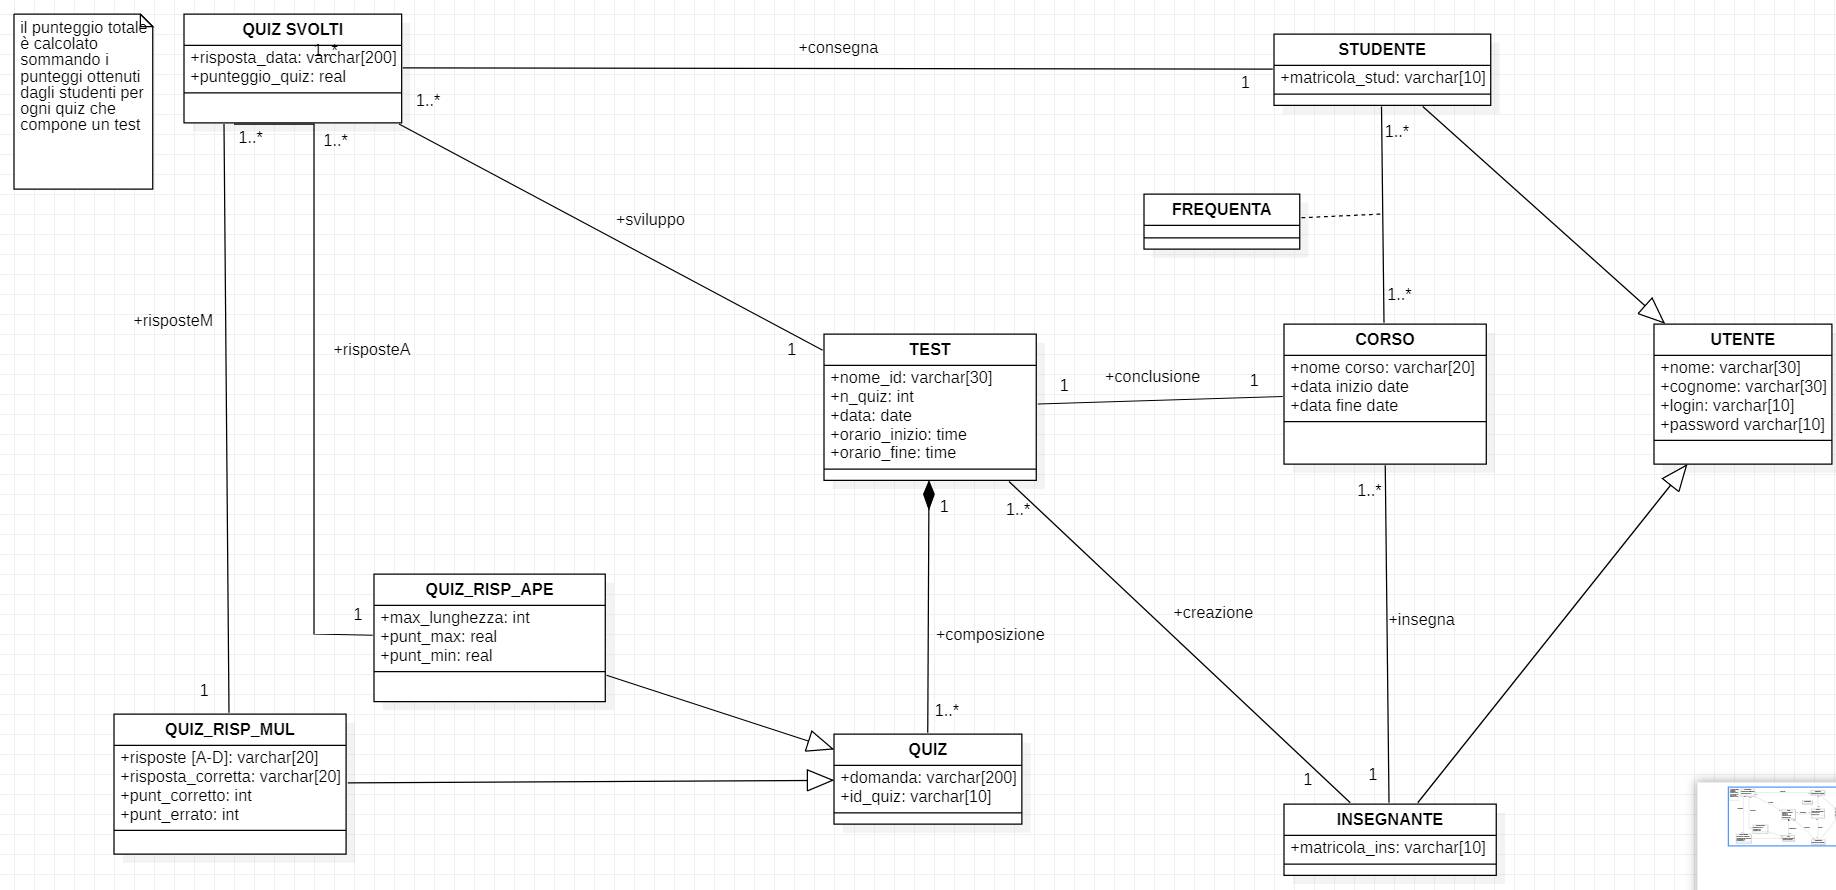 il punteggio totale
è calcolato
sommando i
punteggi ottenuti
dagli studenti per
ogni quiz che
compone un test
QUIZ SVOLTI
1..*
+risposta_data: varchar[200]
+punteggio_quiz: real
1..*
1..*
1..*
+consegna
1
STUDENTE
+matricola_stud: varchar[10]
1..*
FREQUENTA
1..*
+sviluppo
1
+risposteM
+risposteA
TEST
+nome_id: varchar[30]
+n_quiz: int
+data: date
+orario_inizio: time
+orario_fine: time
1
+conclusione
1
CORSO
+nome corso: varchar[20]
+data inizio date
+data fine date
UTENTE
+nome: varchar[30]
+cognome: varchar[30]
+login: varchar[10]
+password varchar[10]
1
1..*
1..*
QUIZ_RISP_APE
+max_lunghezza: int
+punt_max: real
+punt_min: real
1
+composizione
+creazione
+insegna
1
1..*
QUIZ_RISP_MUL
+risposte [A-D]: varchar[20]
+risposta_corretta: varchar[20]
+punt_corretto: int
+punt_errato: int
QUIZ
+domanda: varchar[200]
+id_quiz: varchar[10]
1
1
INSEGNANTE
+matricola_ins: varchar[10]